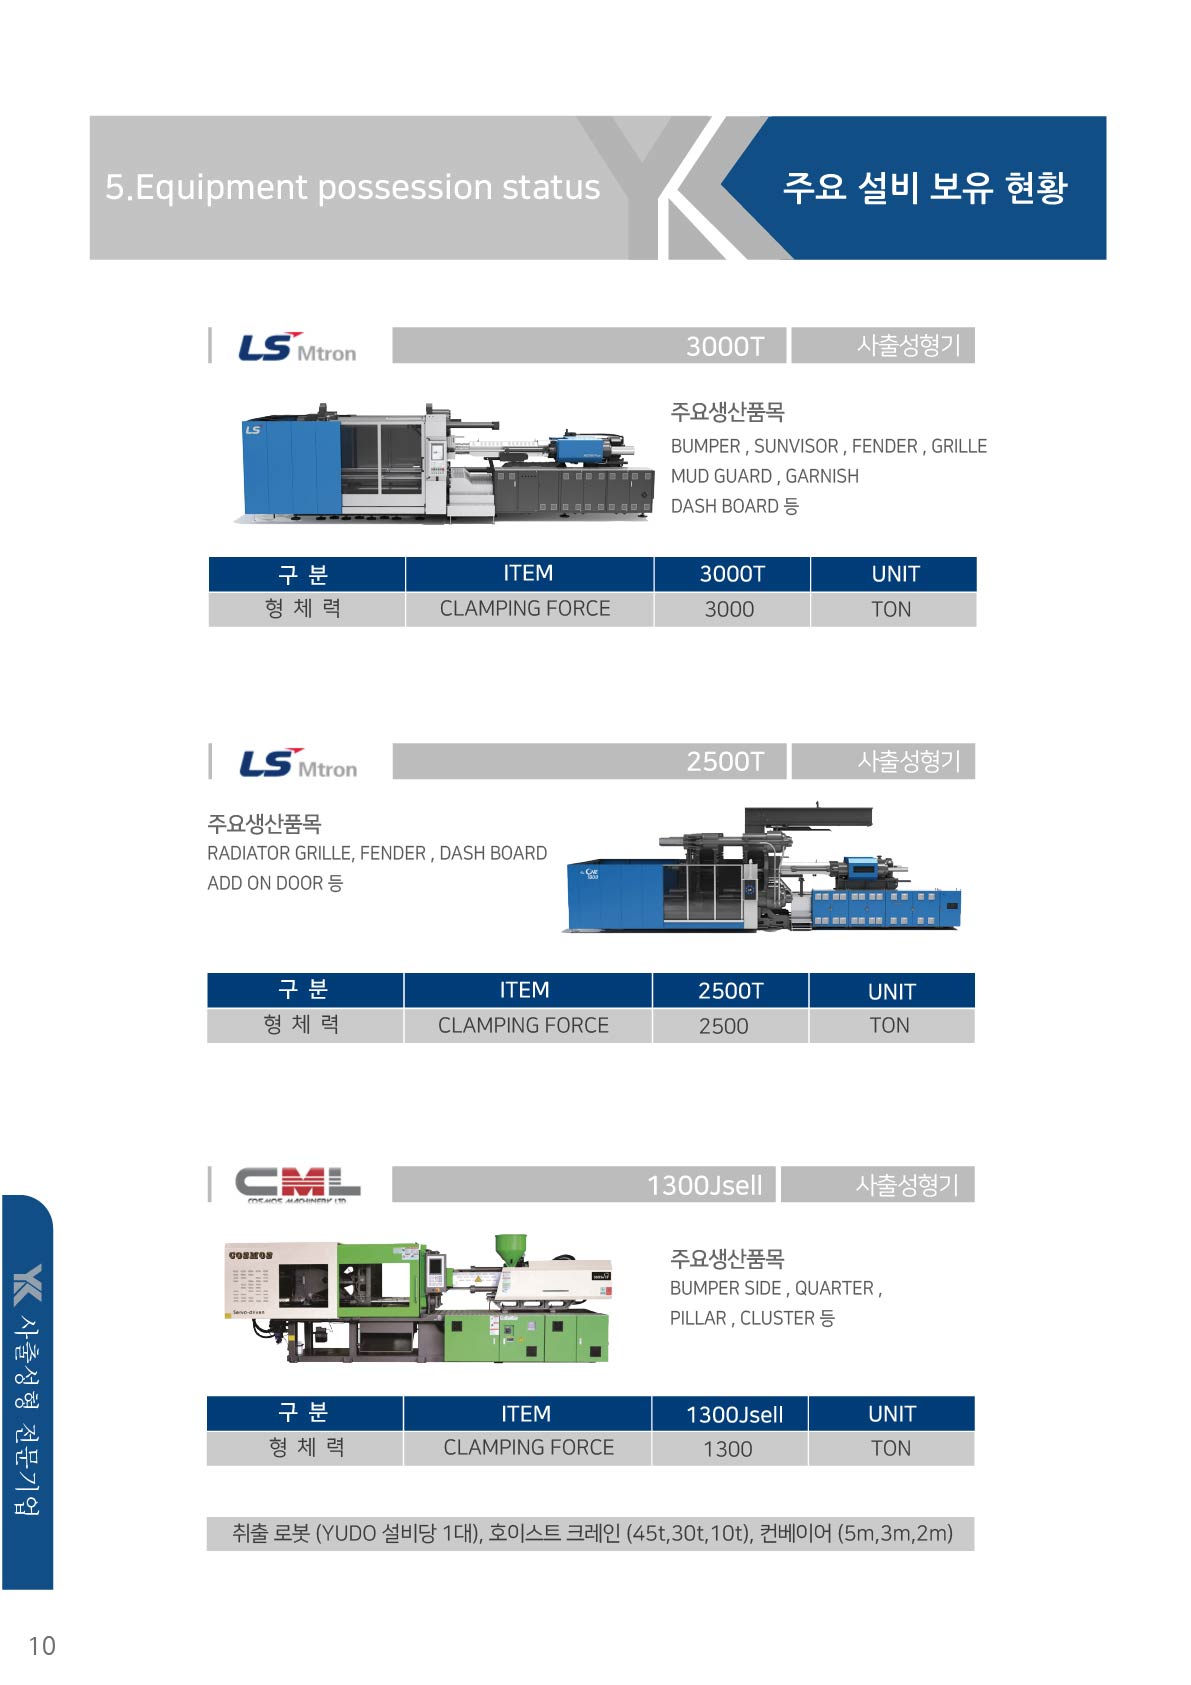 5.Equipment possession status
주요 설비 보유 현황
LS Mtron
3000T
사출성형기
LS
주요생산품목
BUMPER , SUNVISOR , FENDER , GRILLE
MUD GUARD , GARNISH
DASH BOARD 등
구 분 ITEM 3000T UNIT
형 체 력 CLAMPING FORCE 3000 TON
LS Mtron
2500T
사출성형기
주요생산품목
RADIATOR GRILLE, FENDER , DASH BOARD
ADD ON DOOR 등
구 분 ITEM 2500T UNIT
형 체 력 CLAMPING FORCE 2500 TON
CML
COSMOS MACHINERY LTD.
1300Jsell
사출성형기
COSMOS
Servo-driven
주요생산품목
BUMPER SIDE , QUARTER ,
PILLAR , CLUSTER 등
구 분 ITEM 1300Jsell UNIT
형 체 력 CLAMPING FORCE 1300 TON
취출 로봇 (YUDO 설비당 1대), 호이스트 크레인 (45t,30t,10t), 컨베이어 (5m,3m,2m)
YK 사출성형 전문기업
10